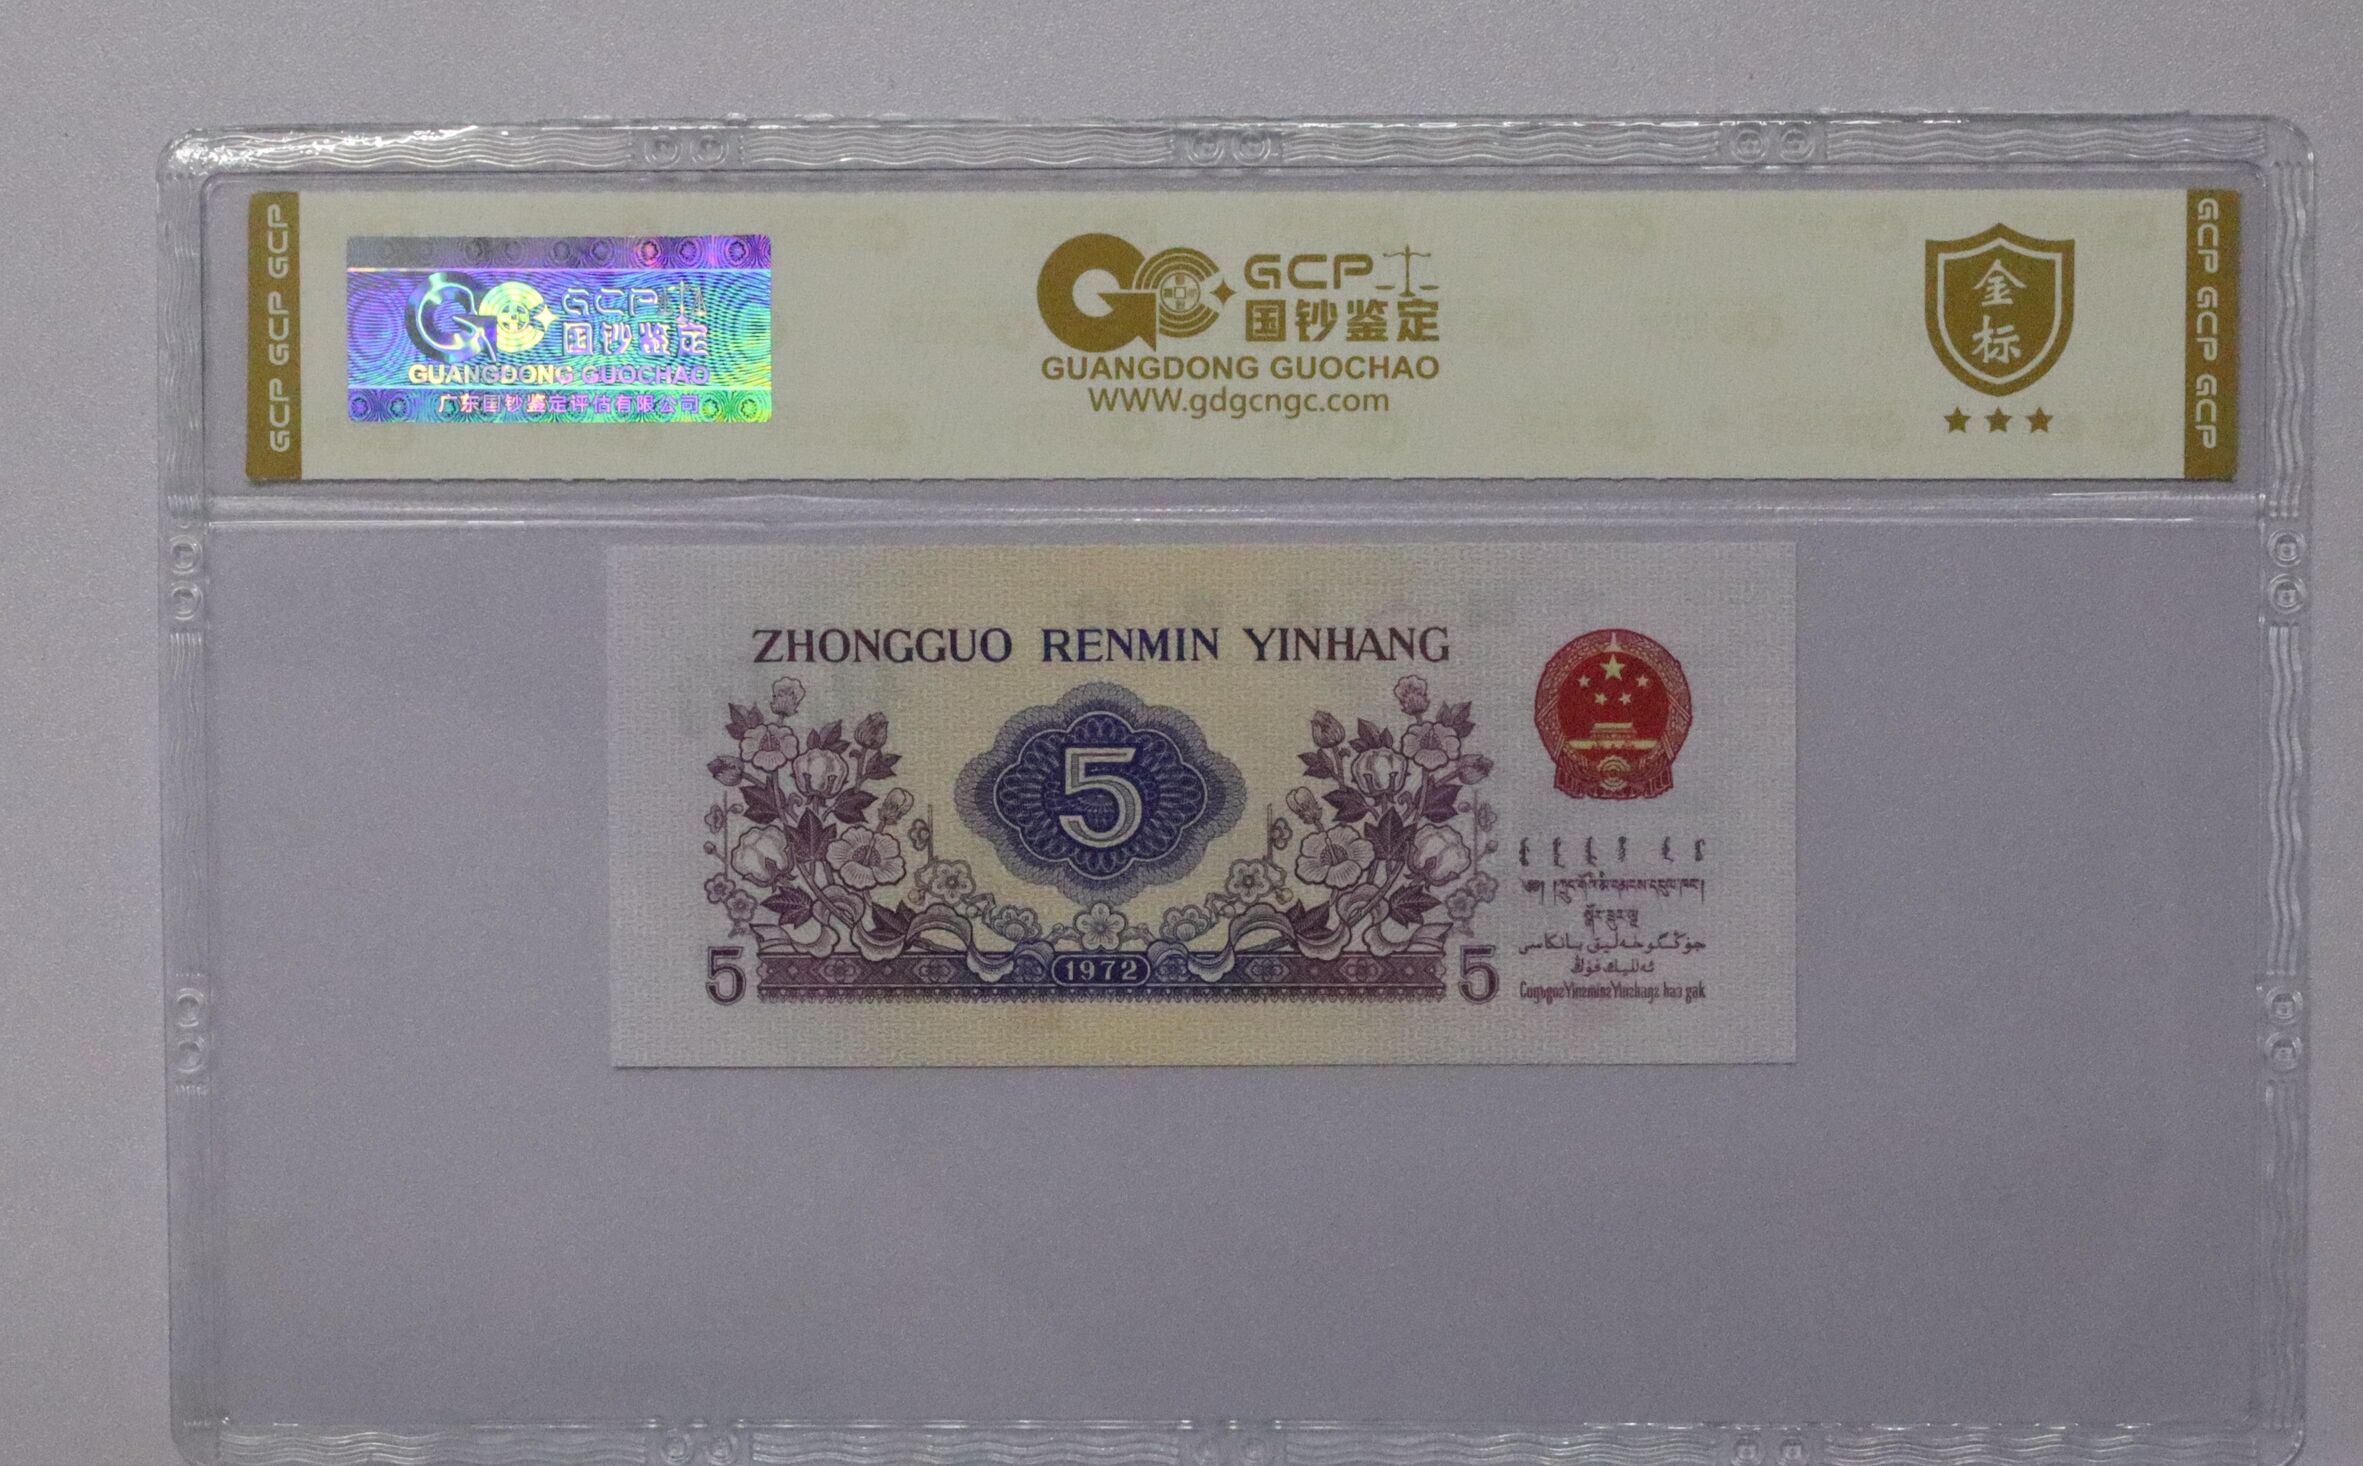 GCP GCP GCP
GCP
国钞鉴定
GUANGDONG GUOCHAO
广东国钞鉴定评估有限公司
GCP
国钞鉴定
GUANGDONG GUOCHAO
www.gdgcngc.com
金
标
GCP GCP GCP
ZHONGGUO RENMIN YINHANG
5
5
1972
5